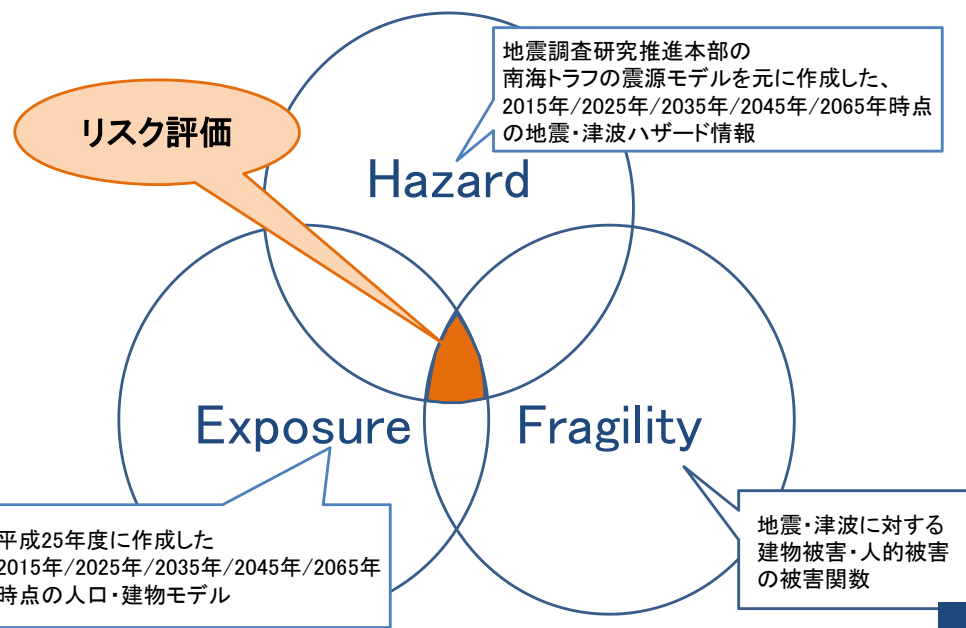 地震調査研究推進本部の
南海トラフの震源モデルを元に作成した、
2015年/2025年/2035年/2045年/2065年時点
の地震・津波ハザード情報
リスク評価
Hazard
Exposure
Fragility
平成25年度に作成した
2015年/2025年/2035年/2045年/2065年
時点の人口・建物モデル
地震・津波に対する
建物被害・人的被害
の被害関数